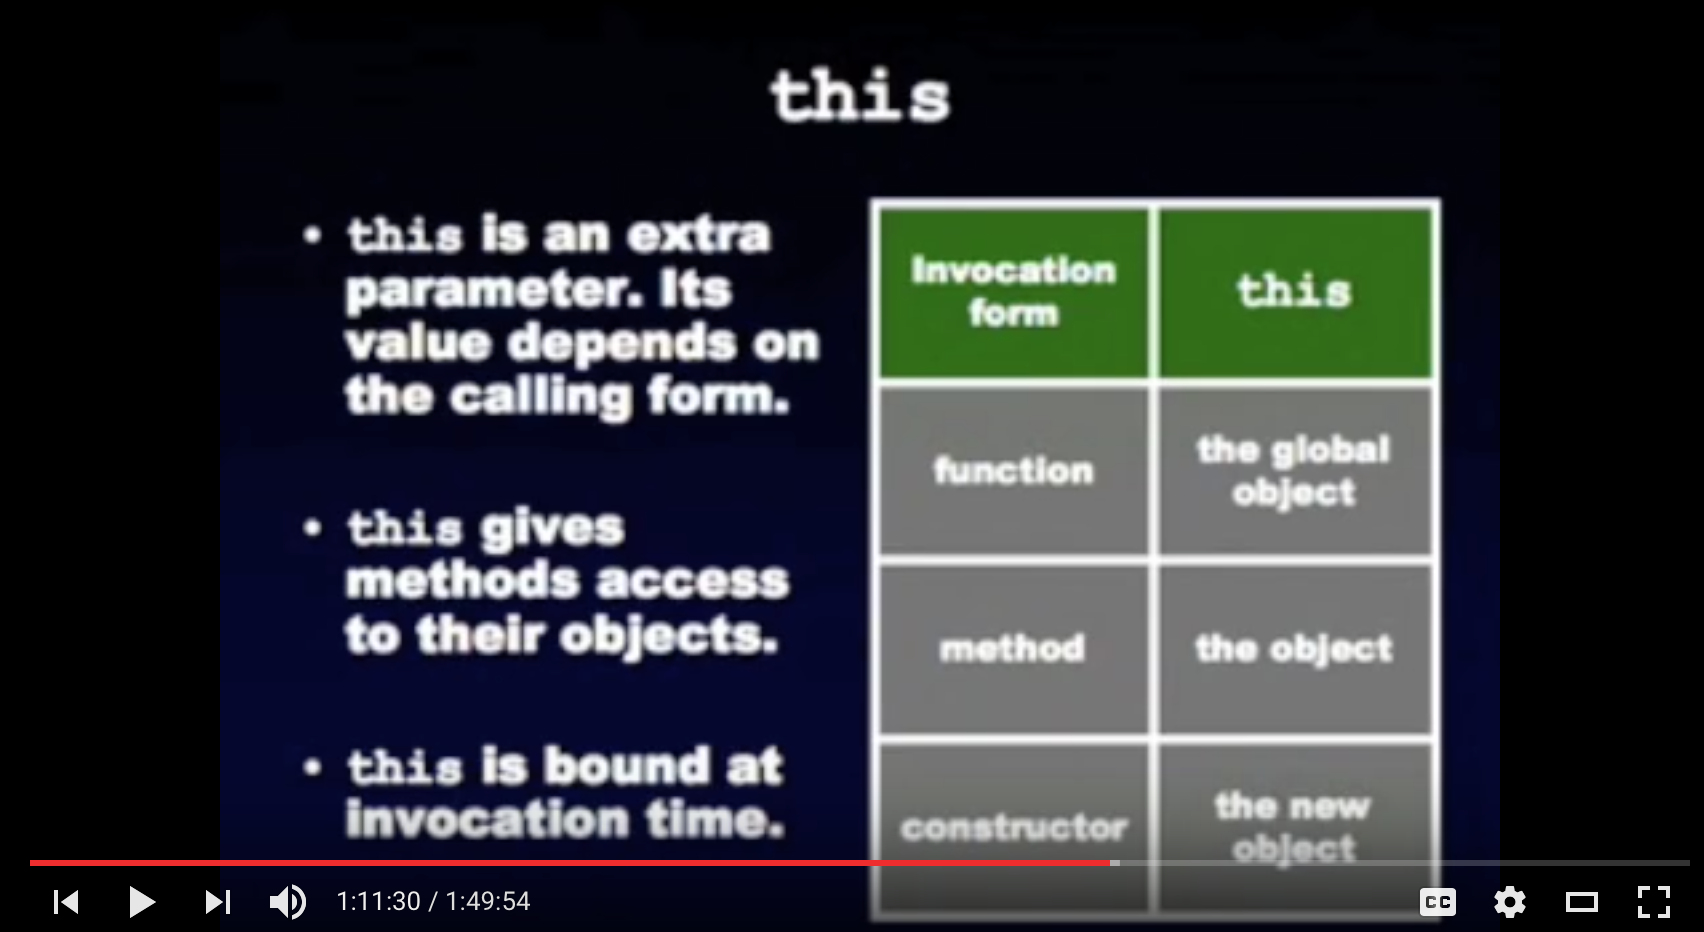 this
• this is an extra
parameter. Its
value depends on
the calling form.
• this gives
methods access
to their objects.
• this is bound at
invocation time.
Invocation
form
this
function
the global
object
method
the object
constructor
the new
object
1:11:30 / 1:49:54
CC